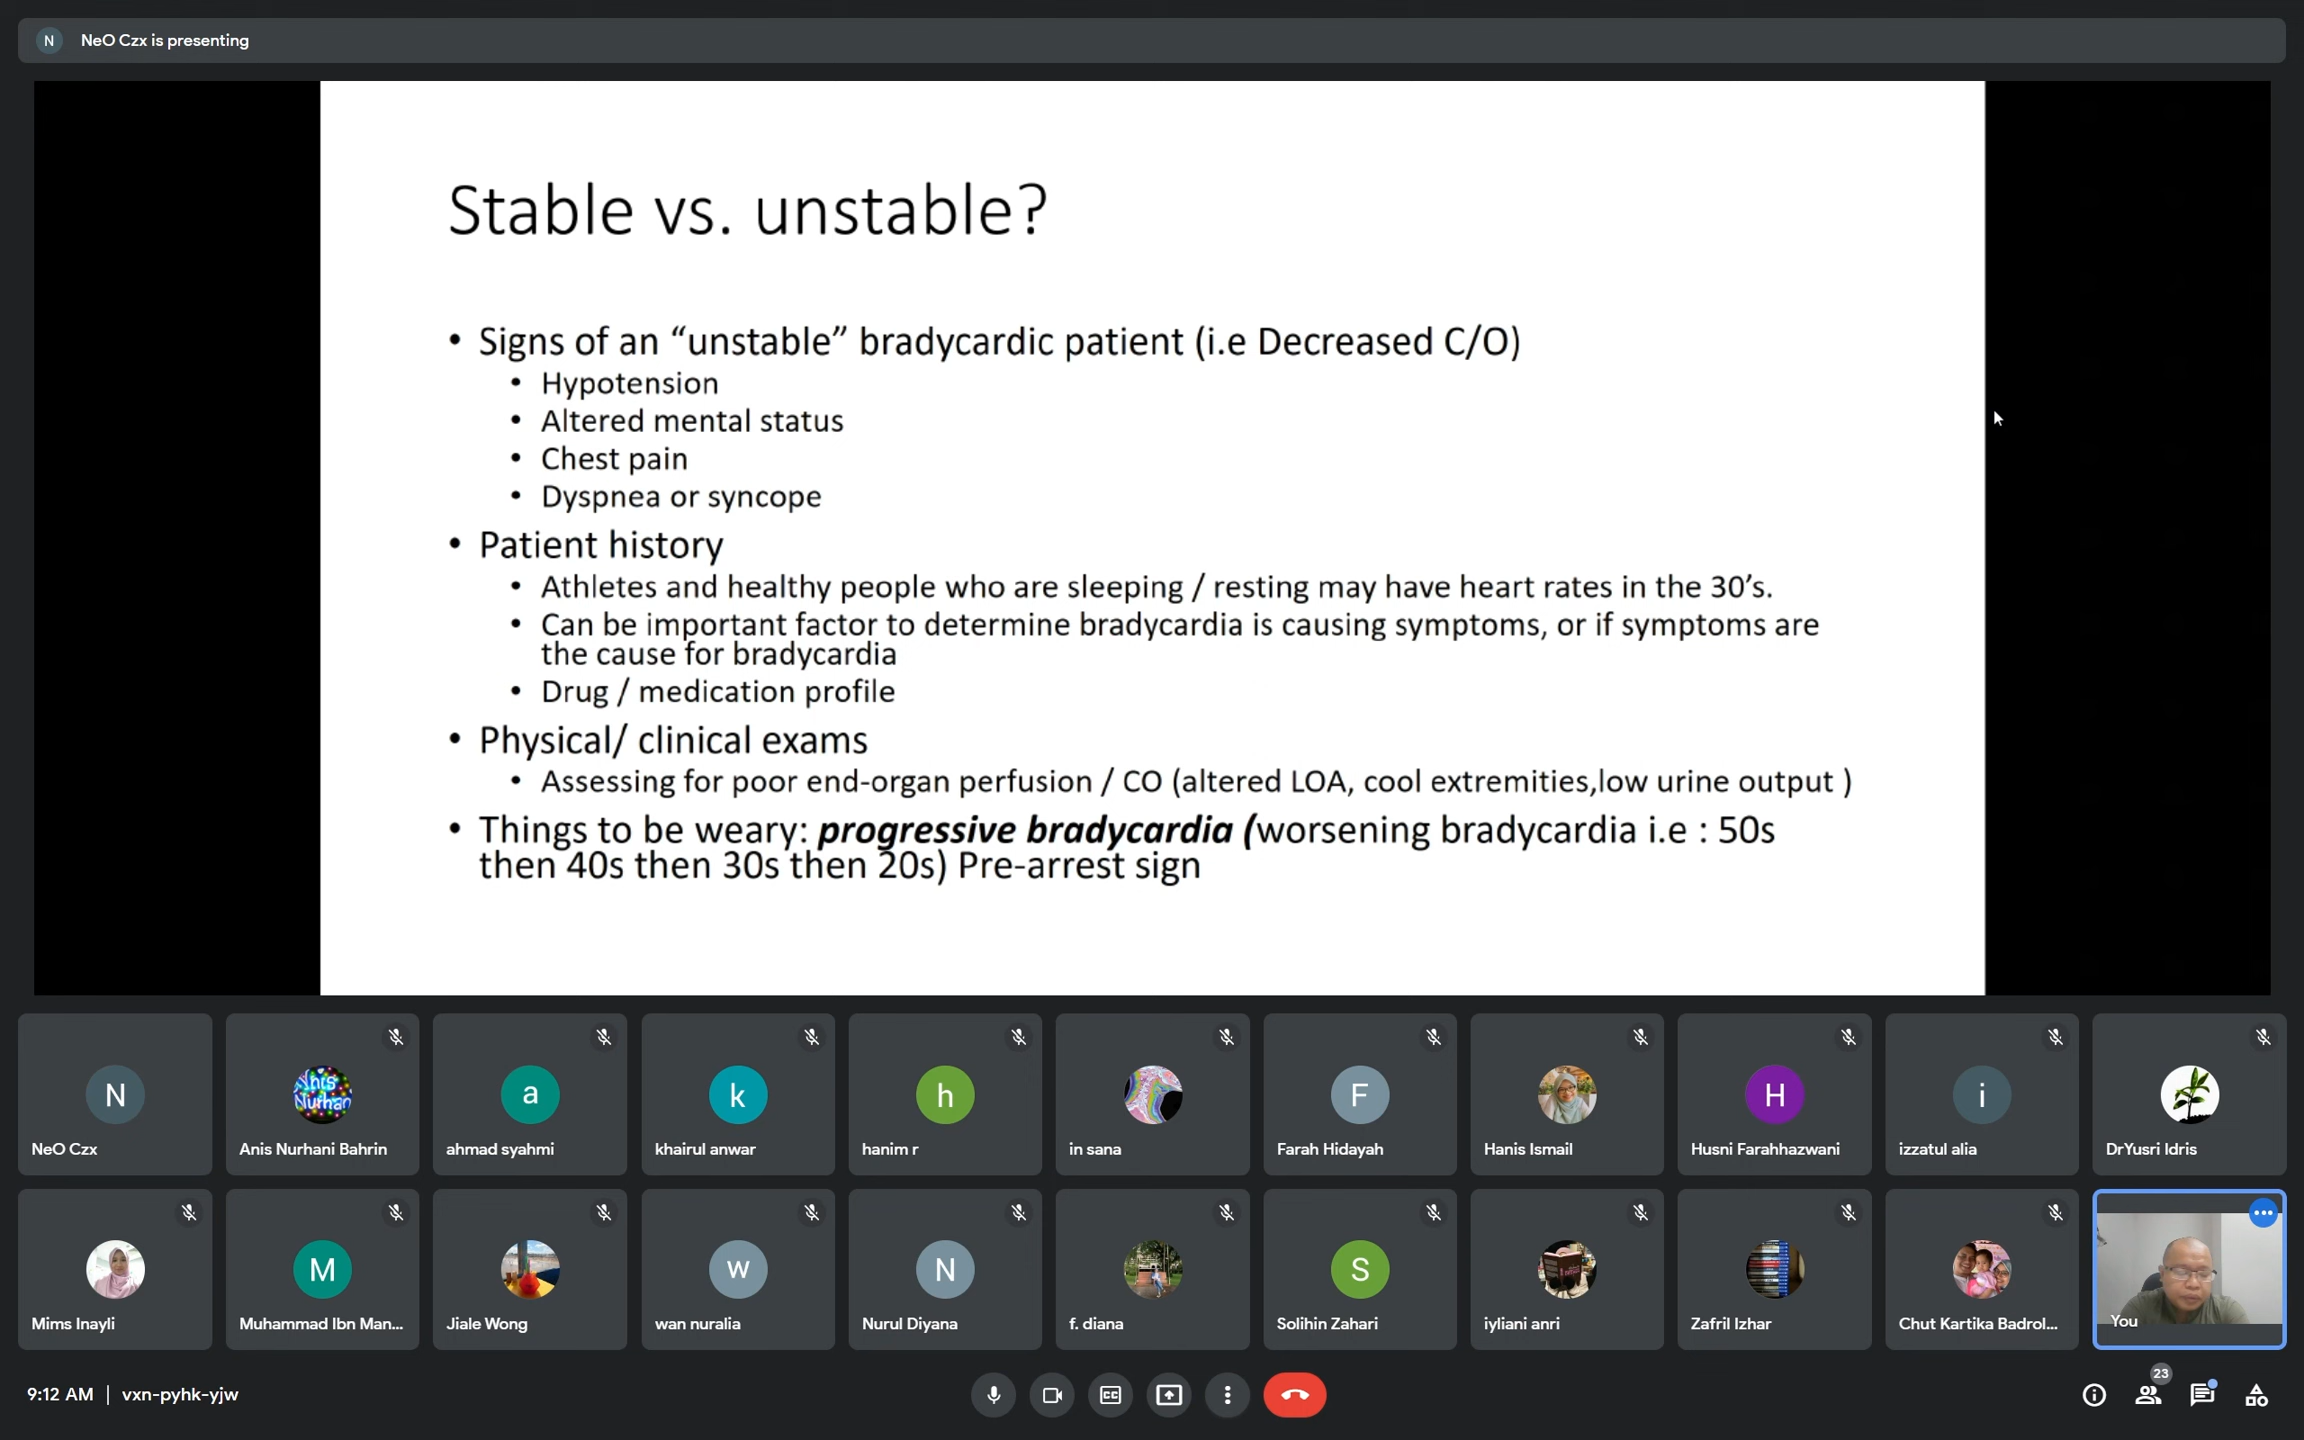 N NeO Czx is presenting
Stable vs. unstable?
• Signs of an “unstable” bradycardic patient (i.e Decreased C/O)
• Hypotension
• Altered mental status
• Chest pain
• Dyspnea or syncope
• Patient history
• Athletes and healthy people who are sleeping / resting may have heart rates in the 30’s.
• Can be important factor to determine bradycardia is causing symptoms, or if symptoms are
the cause for bradycardia
• Drug / medication profile
• Physical/ clinical exams
• Assessing for poor end-organ perfusion / CO (altered LOA, cool extremities,low urine output )
• Things to be weary: progressive bradycardia (worsening bradycardia i.e : 50s
then 40s then 30s then 20s) Pre-arrest sign
N Nhis Nurhan a k h F H i
NeO Czx Anis Nurhani Bahrin ahmad syahmi khairul anwar hanim r in sana Farah Hidayah Hanis Ismail Husni Farahhazwani izzatul alia DrYusri Idris
M w N S
Mims Inayli Muhammad Ibn Man... Jiale Wong wan nuralia Nurul Diyana f. diana Solihin Zahari iyliani anri Zafril Izhar Chut Kartika Badrol... You
9:12 AM | vxn-pyhk-yjw CC 23